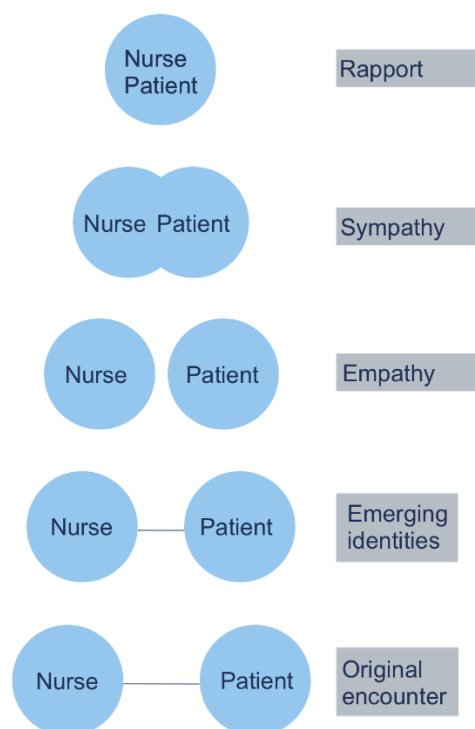 Nurse
Patient
Rapport
Nurse Patient
Sympathy
Nurse
Patient
Empathy
Nurse
Patient
Emerging
identities
Nurse
Patient
Original
encounter